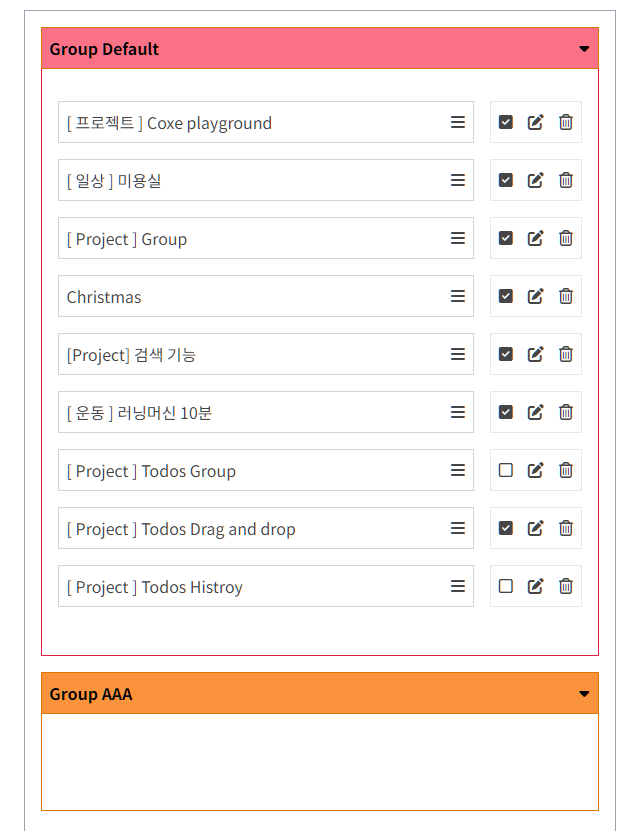 Group Default
[ 프로젝트 ] Coxe playground
[ 일상 ] 미용실
[ Project ] Group
Christmas
[Project] 검색 기능
[ 운동 ] 러닝머신 10분
[ Project ] Todos Group
[ Project ] Todos Drag and drop
[ Project ] Todos Histroy
Group AAA